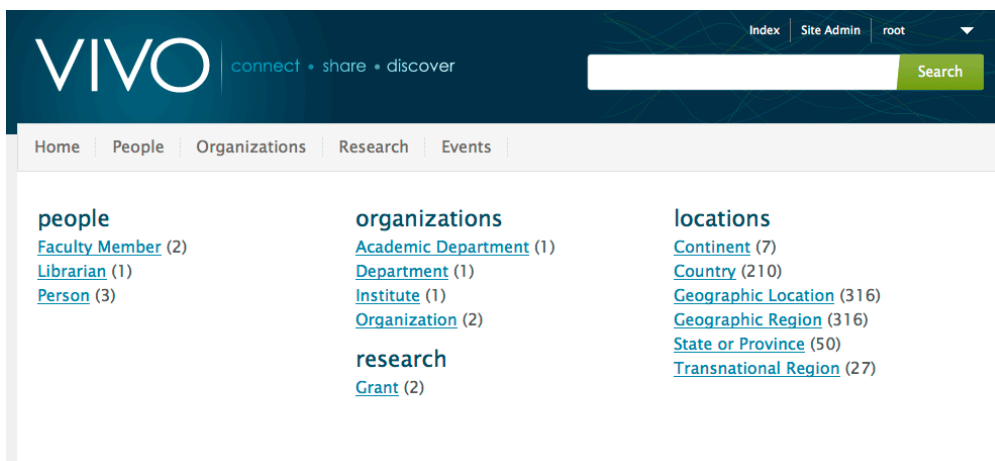 Index Site Admin root
VIVO connect • share • discover
Search
Home People Organizations Research Events
people
Faculty Member (2)
Librarian (1)
Person (3)
organizations
Academic Department (1)
Department (1)
Institute (1)
Organization (2)
research
Grant (2)
locations
Continent (7)
Country (210)
Geographic Location (316)
Geographic Region (316)
State or Province (50)
Transnational Region (27)